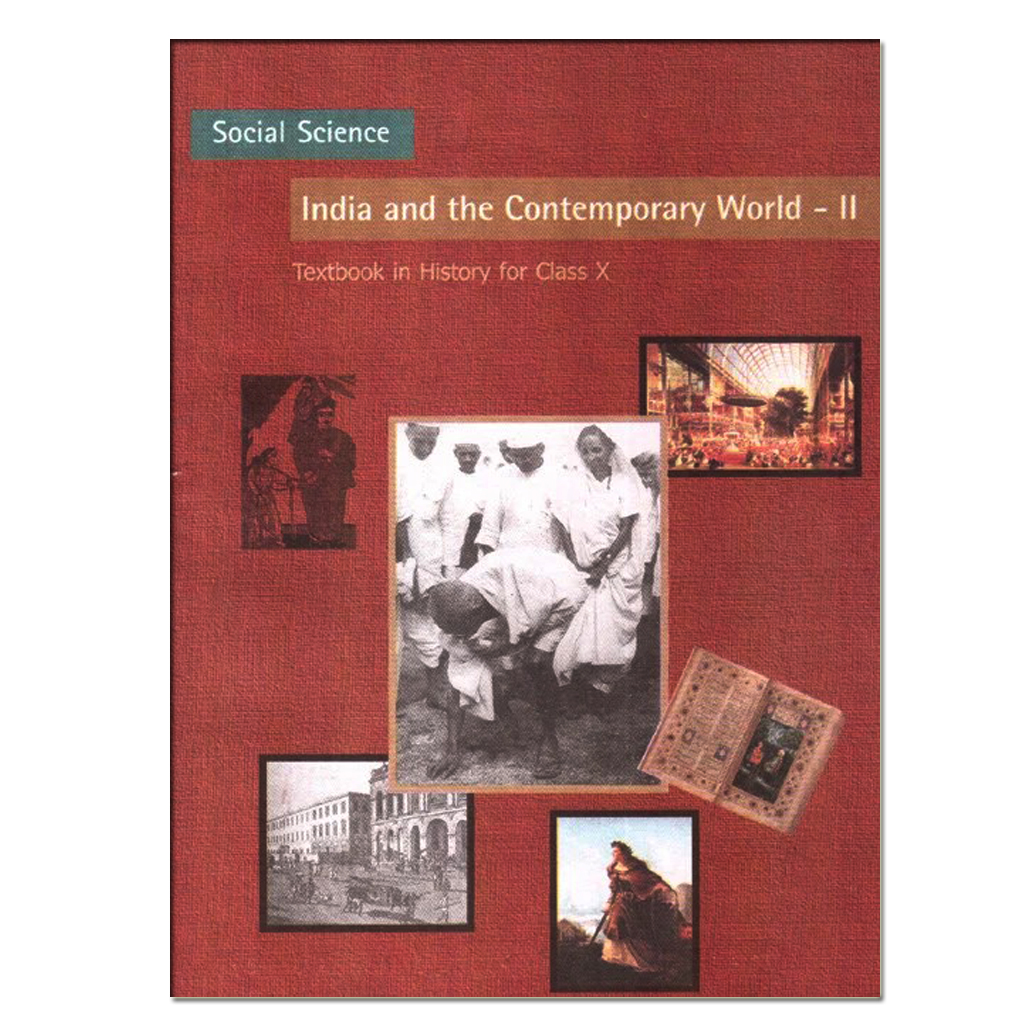 Social Science
India and the Contemporary World - II
Textbook in History for Class X